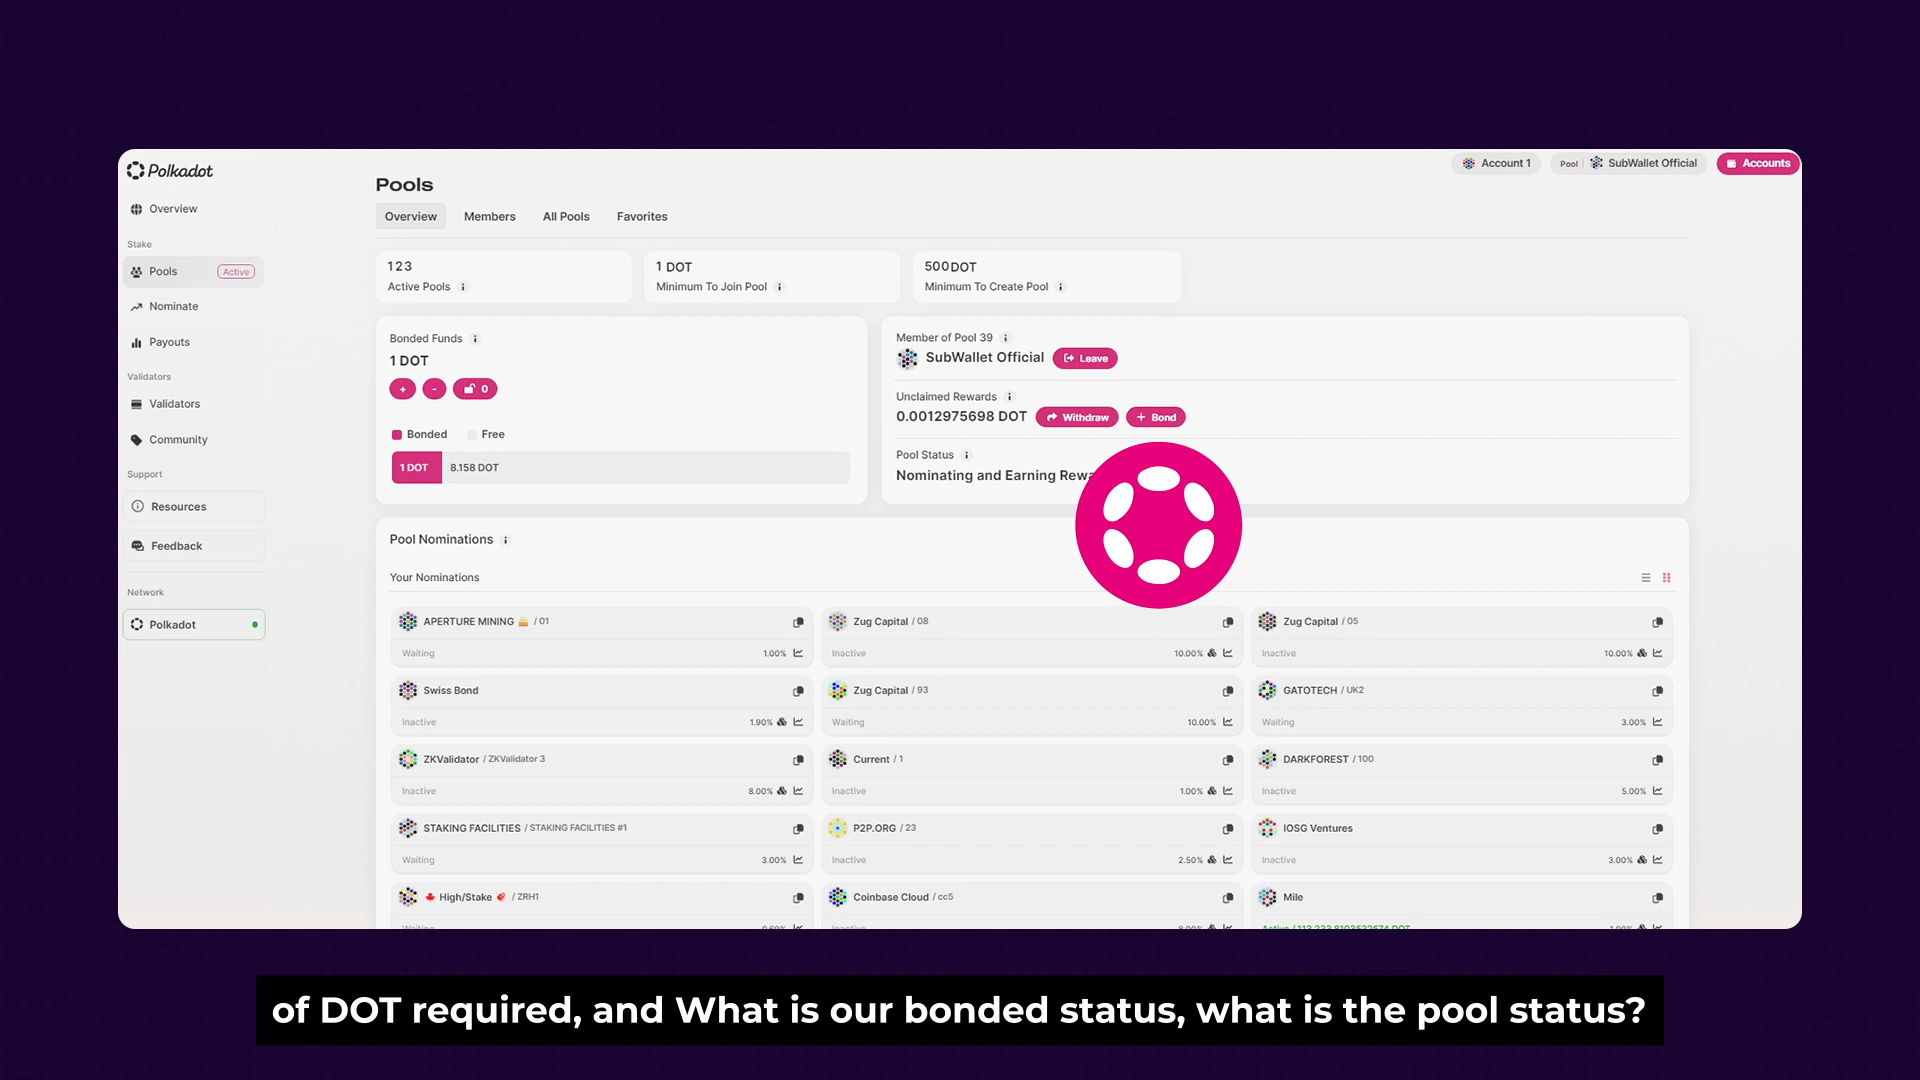 Polkadot
Account 1
Pool
SubWallet Official
Accounts
Pools
Overview
Overview Members All Pools Favorites
Stake
Pools Active
Nominate
Payouts
Validators
Validators
Community
Support
Resources
Feedback
Network
Polkadot
123
Active Pools
1 DOT
Minimum To Join Pool
500DOT
Minimum To Create Pool
Bonded Funds
1 DOT
+ - 0
Bonded Free
1 DOT 8.158 DOT
Member of Pool 39
SubWallet Official Leave
Unclaimed Rewards
0.0012975698 DOT Withdraw + Bond
Pool Status
Nominating and Earning Rew
Pool Nominations
Your Nominations
APERTURE MINING / 01
Waiting 1.00%
Zug Capital / 08
Inactive 10.00%
Zug Capital / 05
Inactive 10.00%
Swiss Bond
Inactive 1.90%
Zug Capital / 93
Waiting 10.00%
GATOTECH / UK2
Waiting 3.00%
ZKValidator / ZKValidator 3
Inactive 8.00%
Current / 1
Inactive 1.00%
DARKFOREST / 100
Inactive 5.00%
STAKING FACILITIES / STAKING FACILITIES #1
Waiting 3.00%
P2P.ORG / 23
Inactive 2.50%
IOSG Ventures
Inactive 3.00%
High/Stake / ZRH1
Coinbase Cloud / cc5
Mile
of DOT required, and What is our bonded status, what is the pool status?